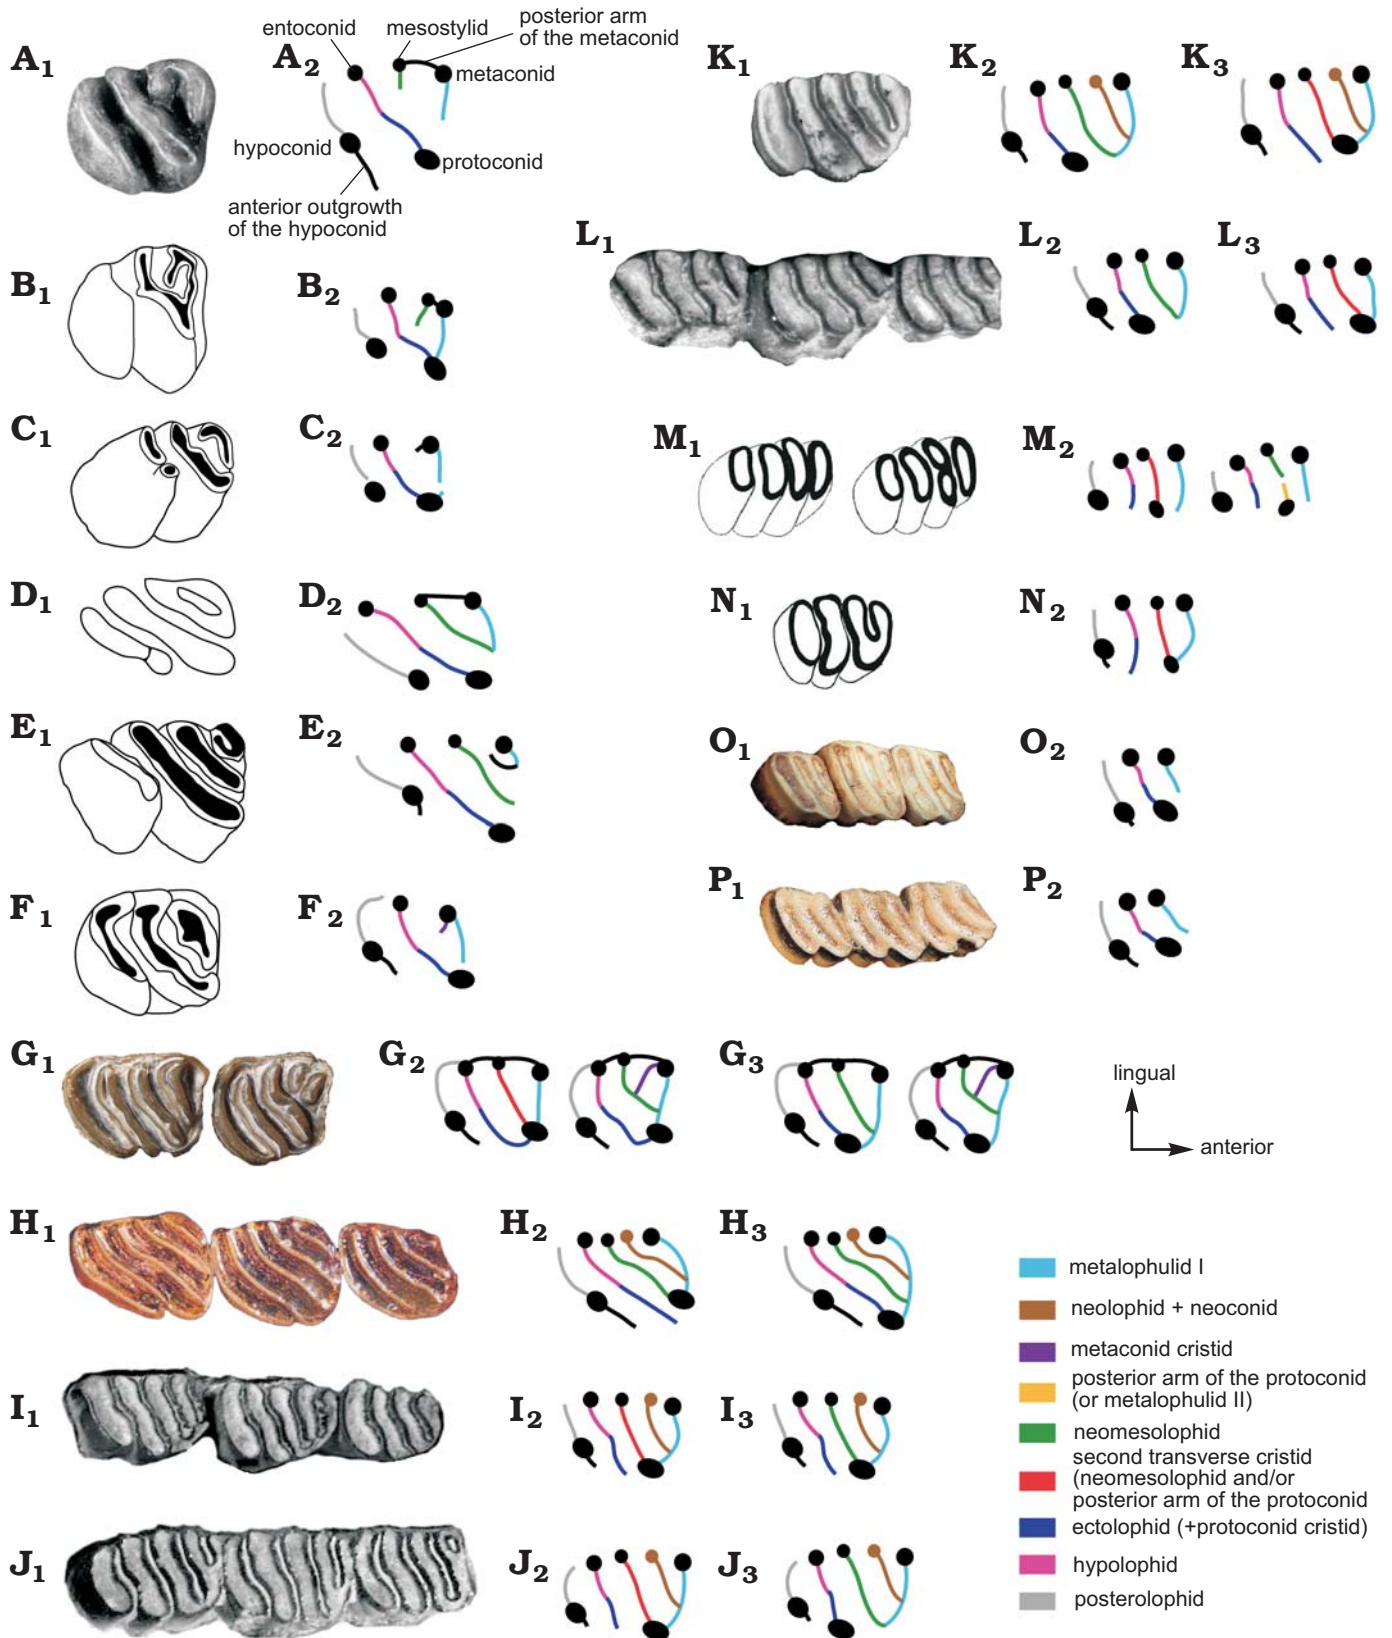 A1
A2
entoconid
mesostylid
posterior arm
of the metaconid
metaconid
hypoconid
protoconid
anterior outgrowth
of the hypoconid
B1
B2
C1
C2
D1
D2
E1
E2
F1
F2
G1
G2
G3
H1
H2
H3
I1
I2
I3
J1
J2
J3
K1
K2
K3
L1
L2
L3
M1
M2
N1
N2
O1
O2
P1
P2
lingual
anterior
metalophulid I
neolophid + neoconid
metaconid cristid
posterior arm of the protoconid
(or metalophulid II)
neomesolophid
second transverse cristid
(neomesolophid and/or
posterior arm of the protoconid
ectolophid (+protoconid cristid)
hypolophid
posterolophid